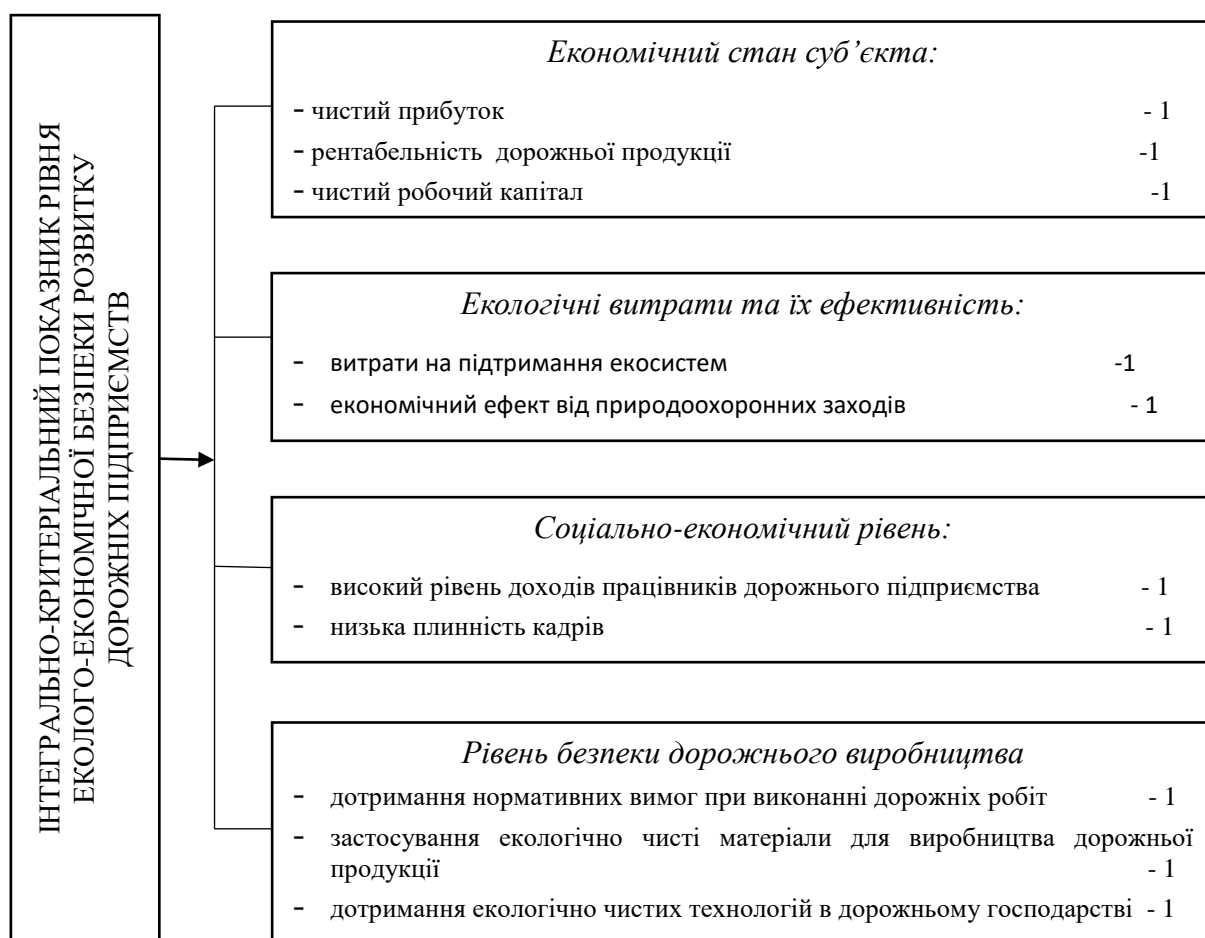 ІНТЕГРАЛЬНО-КРИТЕРІАЛЬНИЙ ПОКАЗНИК РІВНЯ
ЕКОЛОГО-ЕКОНОМІЧНОЇ БЕЗПЕКИ РОЗВИТКУ
ДОРОЖНІХ ПІДПРИЄМСТВ
Економічний стан суб’єкта:
- чистий прибуток - 1
- рентабельність дорожньої продукції -1
- чистий робочий капітал -1
Екологічні витрати та їх ефективність:
- витрати на підтримання екосистем -1
- економічний ефект від природоохоронних заходів - 1
Соціально-економічний рівень:
- високий рівень доходів працівників дорожнього підприємства - 1
- низька плинність кадрів - 1
Рівень безпеки дорожнього виробництва
- дотримання нормативних вимог при виконанні дорожніх робіт - 1
- застосування екологічно чисті матеріали для виробництва дорожньої
продукції - 1
- дотримання екологічно чистих технологій в дорожньому господарстві - 1